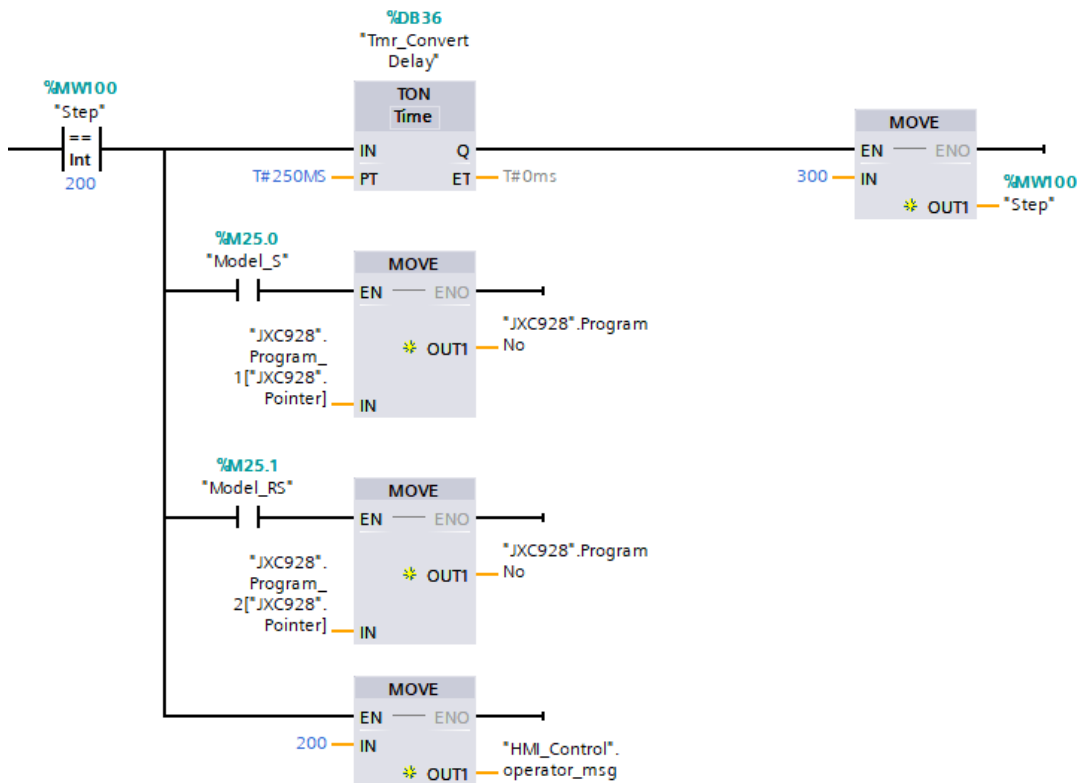 %DB36
"Tmr_Convert
Delay"
%MW100
"Step"
==
Int
200
TON
Time
IN Q
T#250MS PT ET T#0ms
MOVE
EN ENO
300 IN
OUT1
%MW100
"Step"
%M25.0
"Model_S"
MOVE
EN ENO
"JXC928".
Program_
1["JXC928".
Pointer]
IN
OUT1
"JXC928".Program
No
%M25.1
"Model_RS"
MOVE
EN ENO
"JXC928".
Program_
2["JXC928".
Pointer]
IN
OUT1
"JXC928".Program
No
MOVE
EN ENO
200 IN
OUT1
"HMI_Control".
operator_msg